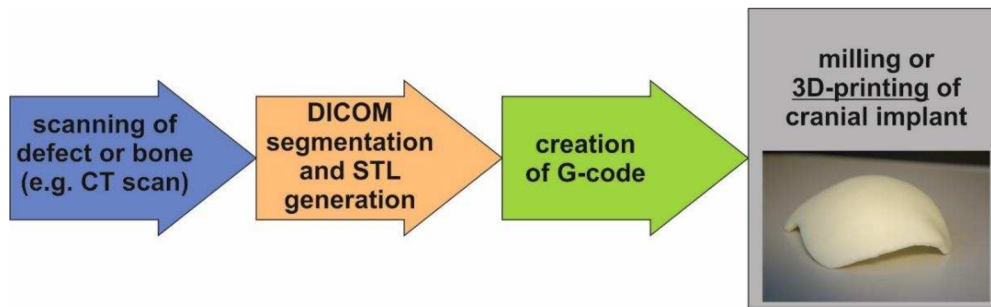 scanning of
defect or bone
(e.g. CT scan)
DICOM
segmentation
and STL
generation
creation
of G-code
milling or
3D-printing of
cranial implant